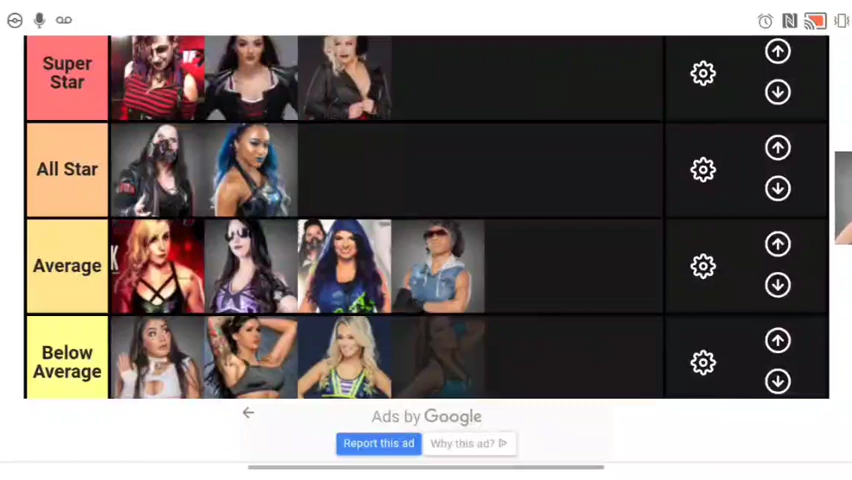 Super
Star
All Star
Average
Below
Average
Ads by Google
Report this ad
Why this ad?